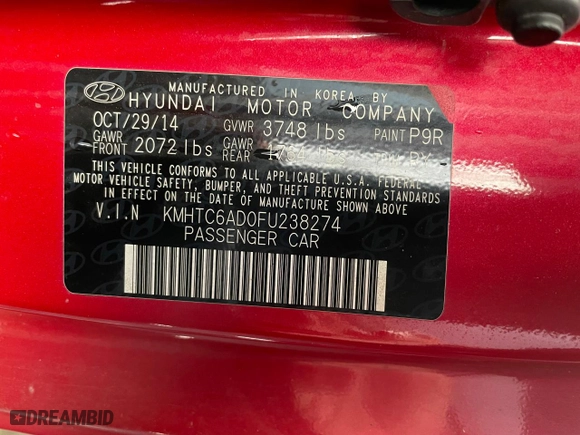 MANUFACTURED IN KOREA BY
HYUNDAI MOTOR COMPANY
OCT/29/14 GVWR 3748 lbs PAINT P9R
GAWR FRONT 2072 lbs GAWR REAR
THIS VEHICLE CONFORMS TO ALL APPLICABLE U.S.A. FEDERAL
MOTOR VEHICLE SAFETY, BUMPER, AND THEFT PREVENTION STANDARDS
IN EFFECT ON THE DATE OF MANUFACTURE SHOWN ABOVE
V.I.N KMHTC6AD0FU238274
PASSENGER CAR
DREAMBID